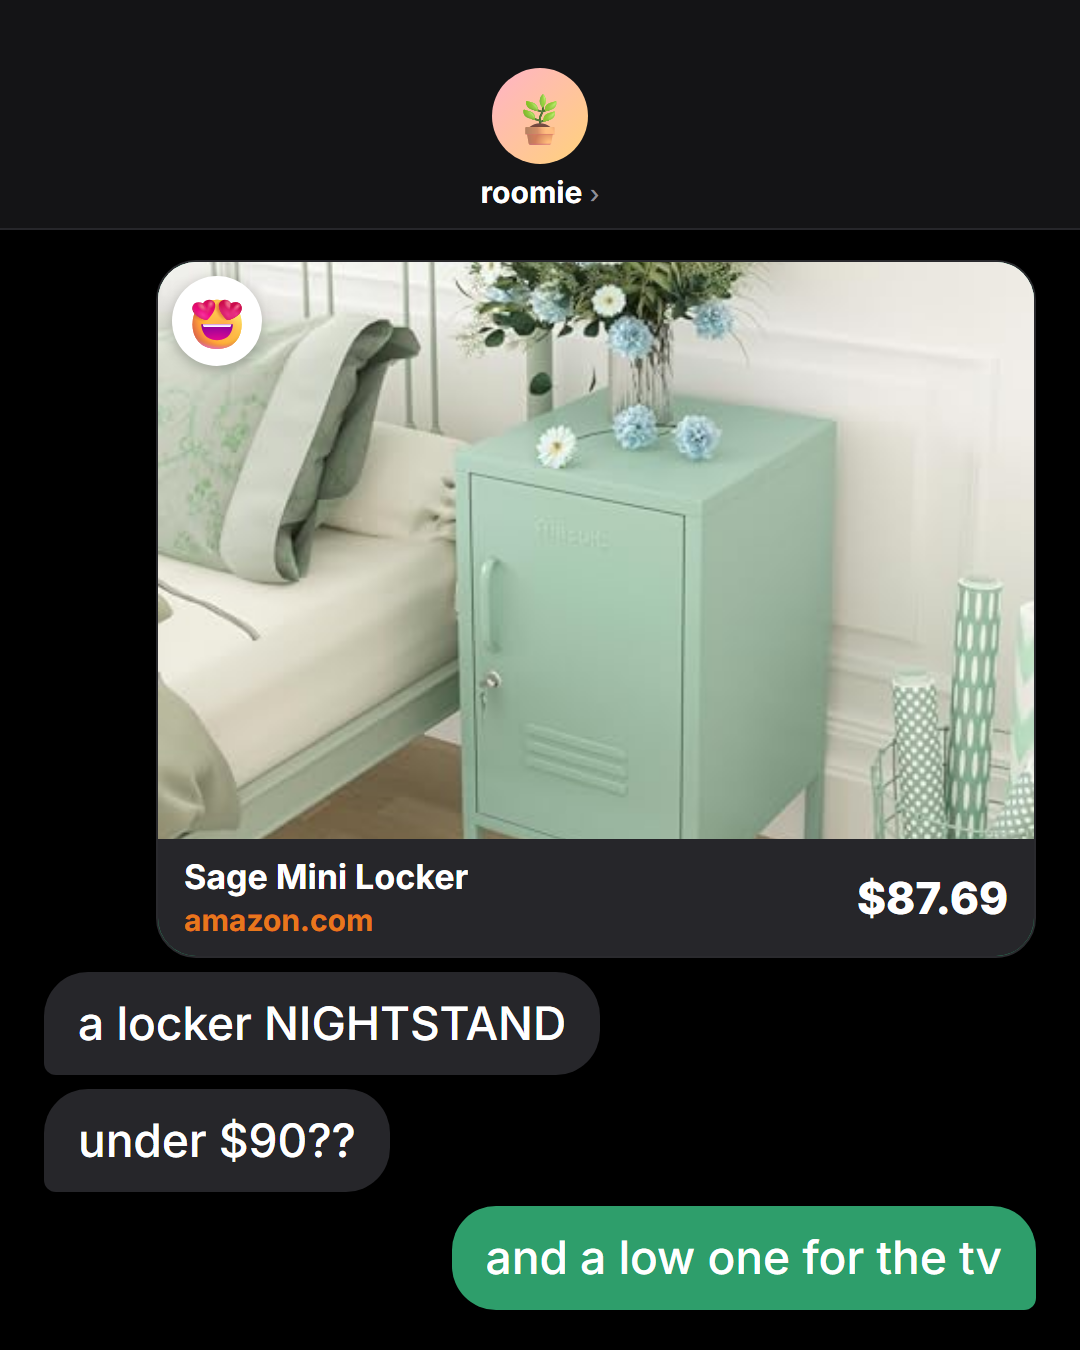 roomie ›
Sage Mini Locker
amazon.com
$87.69
a locker NIGHTSTAND
under $90??
and a low one for the tv